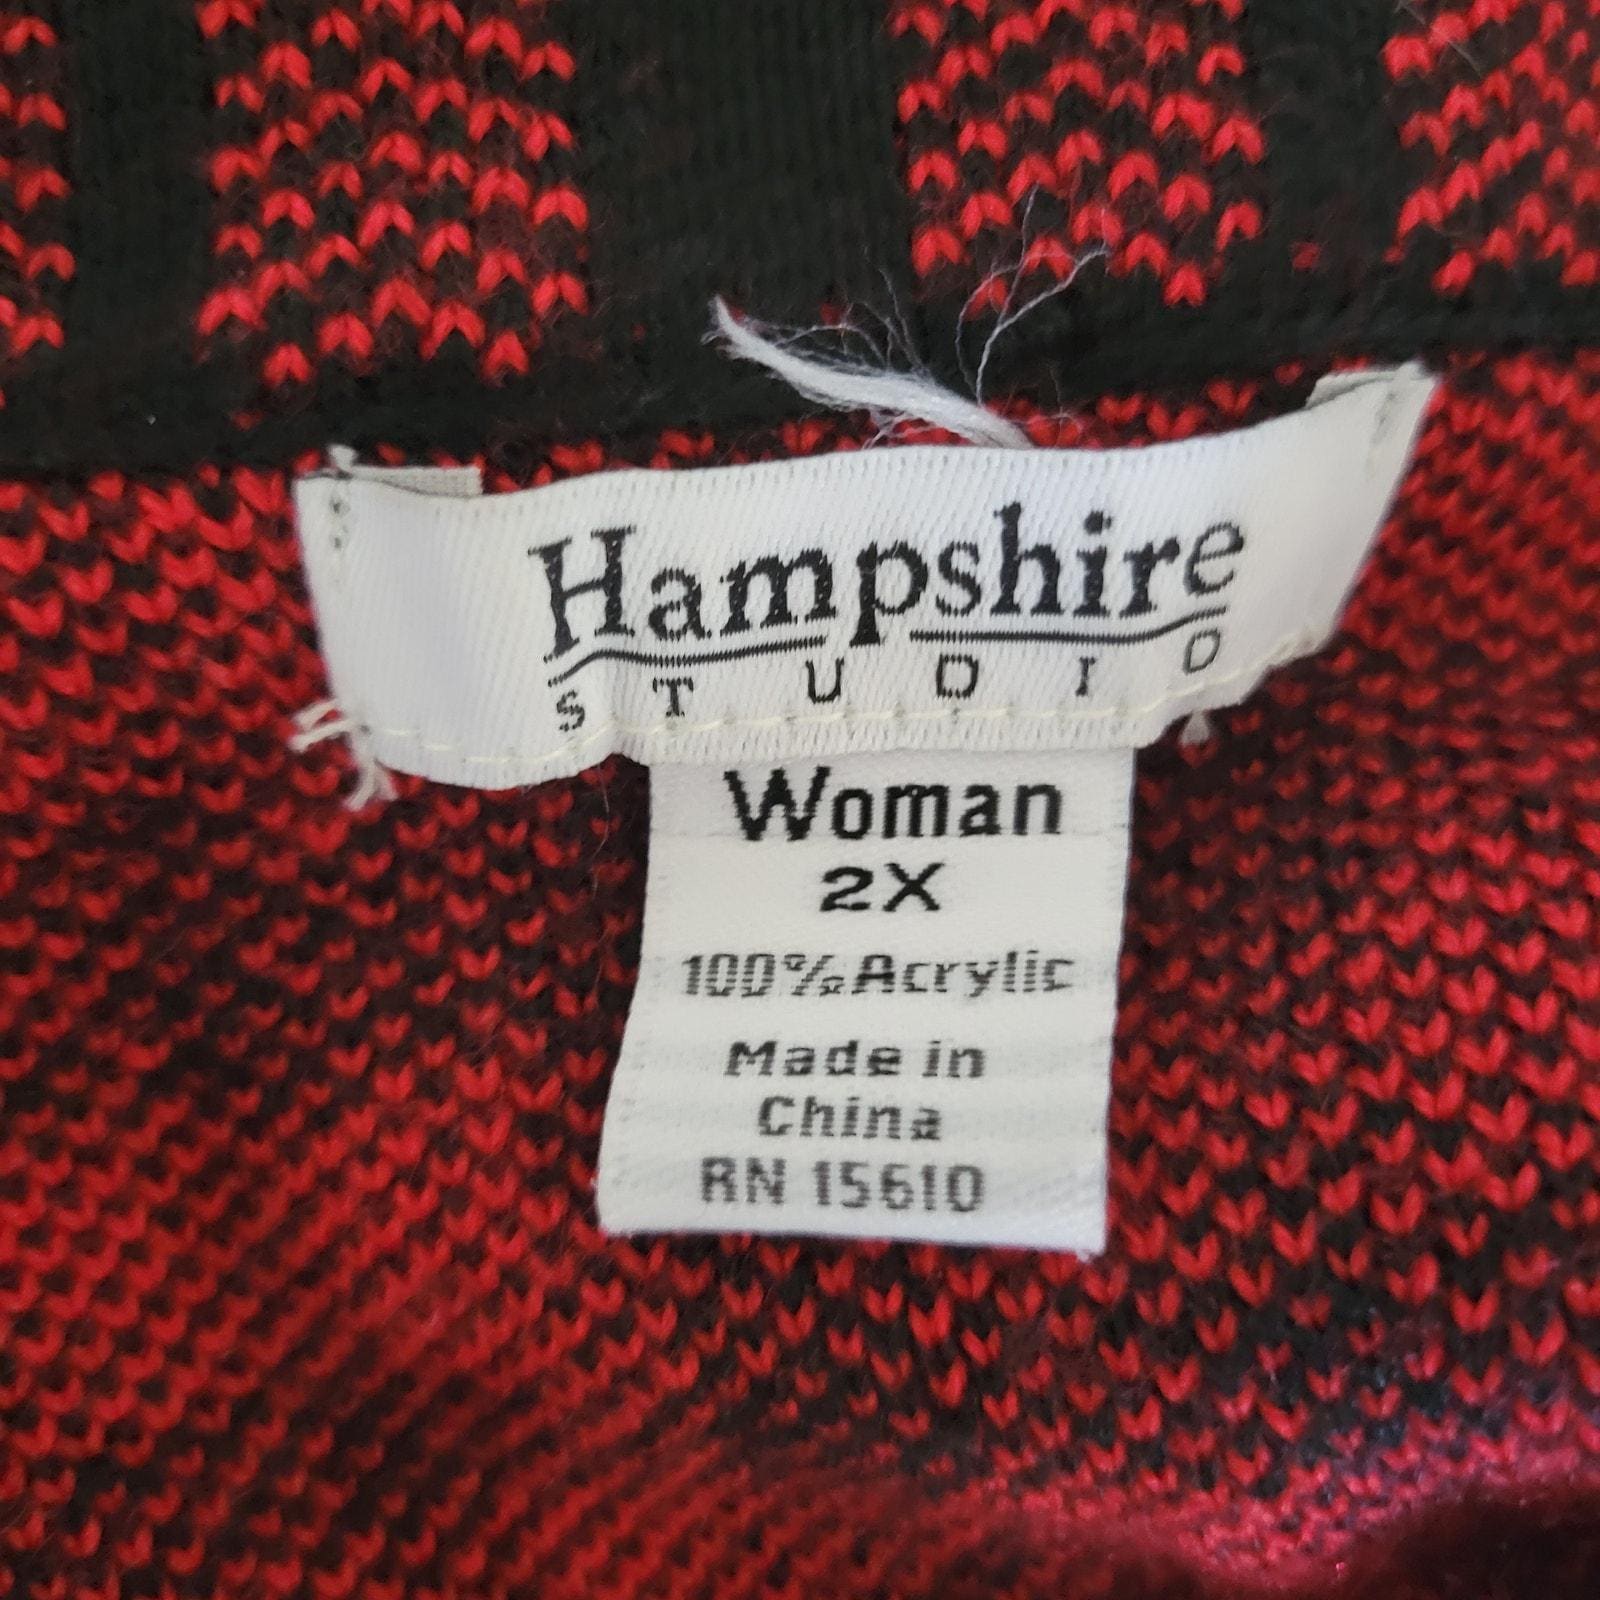 Hampshire
STUDIO
Woman
2X
100% Acrylic
Made in
China
RN 15610